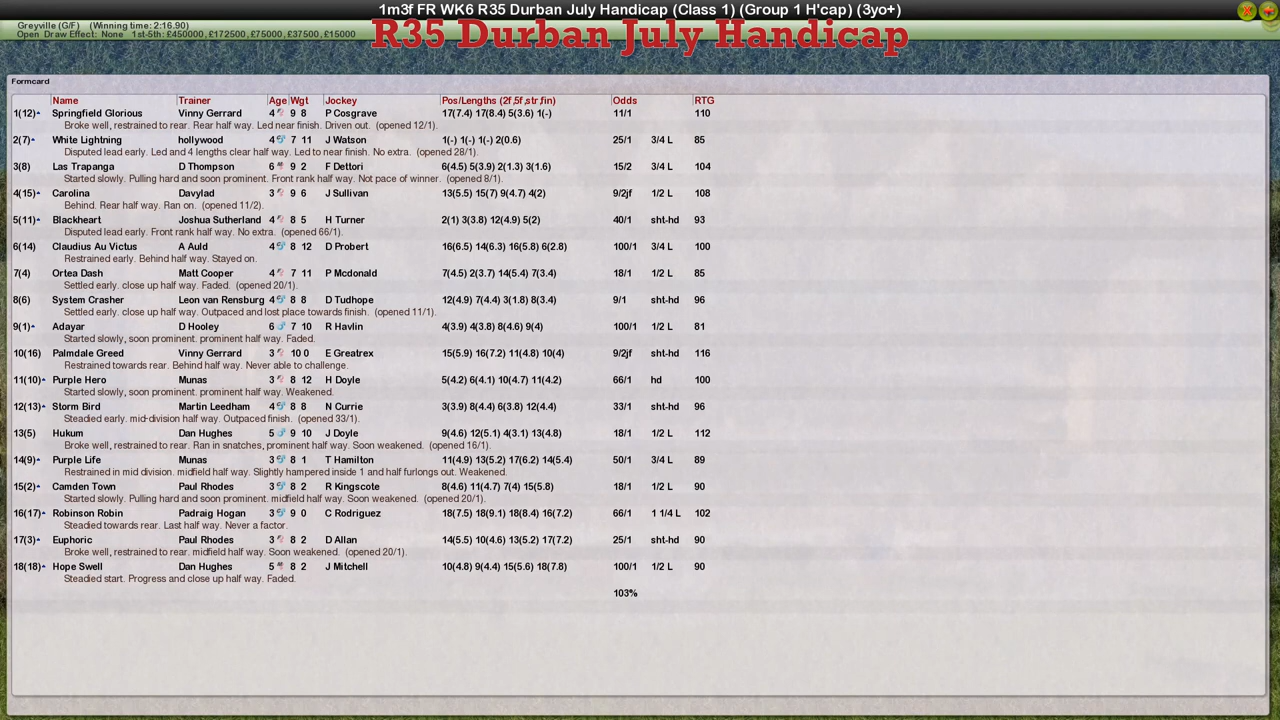 1m3f FR WK6 R35 Durban July Handicap (Class 1) (Group 1 H'cap) (3yo+)
Greyville (G/F) (Winning time: 2:16.90)
Open Draw Effect: None 1st-5th: £450000, £172500, £75000, £37500, £15000
R35 Durban July Handicap
Formcard
Name Trainer Age Wgt Jockey Pos/Lengths (2f,5f,str,fin) Odds RTG
1(12) Springfield Glorious Vinny Gerrard 4 9 8 P Cosgrave 17(7.4) 17(8.4) 5(3.6) 1(-) 11/1 110
Broke well, restrained to rear. Rear half way. Led near finish. Driven out. (opened 12/1).
2(7) White Lightning hollywood 4 7 11 J Watson 1(-) 1(-) 1(-) 2(0.6) 25/1 3/4 L 85
Disputed lead early. Led and 4 lengths clear half way. Led to near finish. No extra. (opened 28/1).
3(8) Las Trapanga D Thompson 6 9 2 F Dettori 6(4.5) 5(3.9) 2(1.3) 3(1.6) 15/2 3/4 L 104
Started slowly. Pulling hard and soon prominent. Front rank half way. Not pace of winner. (opened 8/1).
4(15) Carolina Davylad 3 9 6 J Sullivan 13(5.5) 15(7) 9(4.7) 4(2) 9/2jf 1/2 L 108
Behind. Rear half way. Ran on. (opened 11/2).
5(11) Blackheart Joshua Sutherland 4 8 5 H Turner 2(1) 3(3.8) 12(4.9) 5(2) 40/1 sht-hd 93
Disputed lead early. Front rank half way. No extra. (opened 66/1).
6(14) Claudius Au Victus A Auld 4 8 12 D Probert 16(6.5) 14(6.3) 16(5.8) 6(2.8) 100/1 3/4 L 100
Restrained early. Behind half way. Stayed on.
7(4) Ortea Dash Matt Cooper 4 7 11 P Mcdonald 7(4.5) 2(3.7) 14(5.4) 7(3.4) 18/1 1/2 L 85
Settled early. close up half way. Faded. (opened 20/1).
8(6) System Crasher Leon van Rensburg 4 8 8 D Tudhope 12(4.9) 7(4.4) 3(1.8) 8(3.4) 9/1 sht-hd 96
Settled early. close up half way. Outpaced and lost place towards finish. (opened 11/1).
9(1) Adayar D Hooley 6 7 10 R Havlin 4(3.9) 4(3.8) 8(4.6) 9(4) 100/1 1/2 L 81
Started slowly, soon prominent. prominent half way. Faded.
10(16) Palmdale Greed Vinny Gerrard 3 10 0 E Greatrex 15(5.9) 16(7.2) 11(4.8) 10(4) 9/2jf sht-hd 116
Restrained towards rear. Behind half way. Never able to challenge.
11(10) Purple Hero Munas 3 8 12 H Doyle 5(4.2) 6(4.1) 10(4.7) 11(4.2) 66/1 hd 100
Started slowly, soon prominent. prominent half way. Weakened.
12(13) Storm Bird Martin Leedham 4 8 8 N Currie 3(3.9) 8(4.4) 6(3.8) 12(4.4) 33/1 sht-hd 96
Steadied early. mid-division half way. Outpaced finish. (opened 33/1).
13(5) Hukum Dan Hughes 5 9 10 J Doyle 9(4.6) 12(5.1) 4(3.1) 13(4.8) 18/1 1/2 L 112
Broke well, restrained to rear. Ran in snatches, prominent half way. Soon weakened. (opened 16/1).
14(9) Purple Life Munas 3 8 1 T Hamilton 11(4.9) 13(5.2) 17(6.2) 14(5.4) 50/1 3/4 L 89
Restrained in mid division. midfield half way. Slightly hampered inside 1 and half furlongs out. Weakened.
15(2) Camden Town Paul Rhodes 3 8 2 R Kingscote 8(4.6) 11(4.7) 7(4) 15(5.8) 18/1 1/2 L 90
Started slowly. Pulling hard and soon prominent. midfield half way. Soon weakened. (opened 20/1).
16(17) Robinson Robin Padraig Hogan 3 9 0 C Rodriguez 18(7.5) 18(9.1) 18(8.4) 16(7.2) 66/1 1 1/4 L 102
Steadied towards rear. Last half way. Never a factor.
17(3) Euphoric Paul Rhodes 3 8 2 D Allan 14(5.5) 10(4.6) 13(5.2) 17(7.2) 25/1 sht-hd 90
Broke well, restrained to rear. midfield half way. Soon weakened. (opened 20/1).
18(18) Hope Swell Dan Hughes 5 8 2 J Mitchell 10(4.8) 9(4.4) 15(5.6) 18(7.8) 100/1 1/2 L 90
Steadied start. Progress and close up half way. Faded.
103%